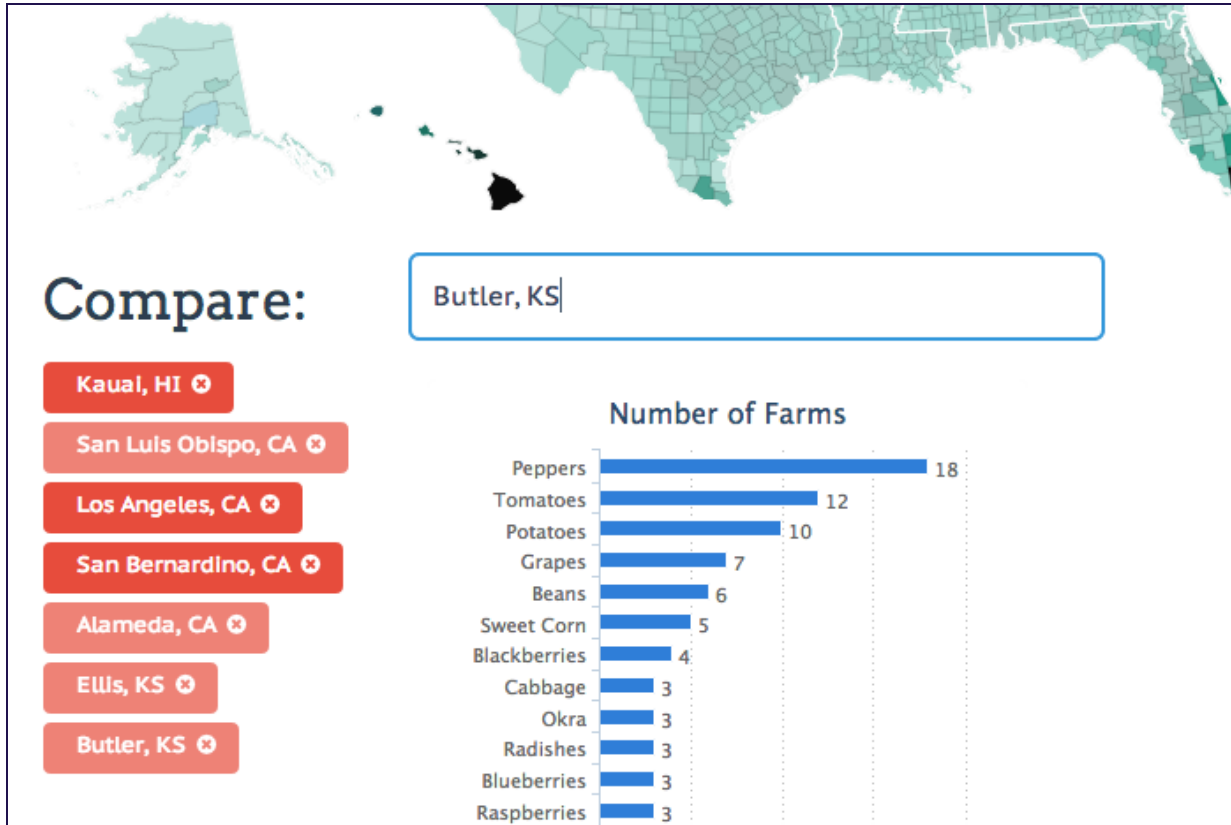 Compare:
Butler, KS
Kauai, HI
San Luis Obispo, CA
Los Angeles, CA
San Bernardino, CA
Alameda, CA
Ellis, KS
Butler, KS
Number of Farms
Peppers 18
Tomatoes 12
Potatoes 10
Grapes 7
Beans 6
Sweet Corn 5
Blackberries 4
Cabbage 3
Okra 3
Radishes 3
Blueberries 3
Raspberries 3